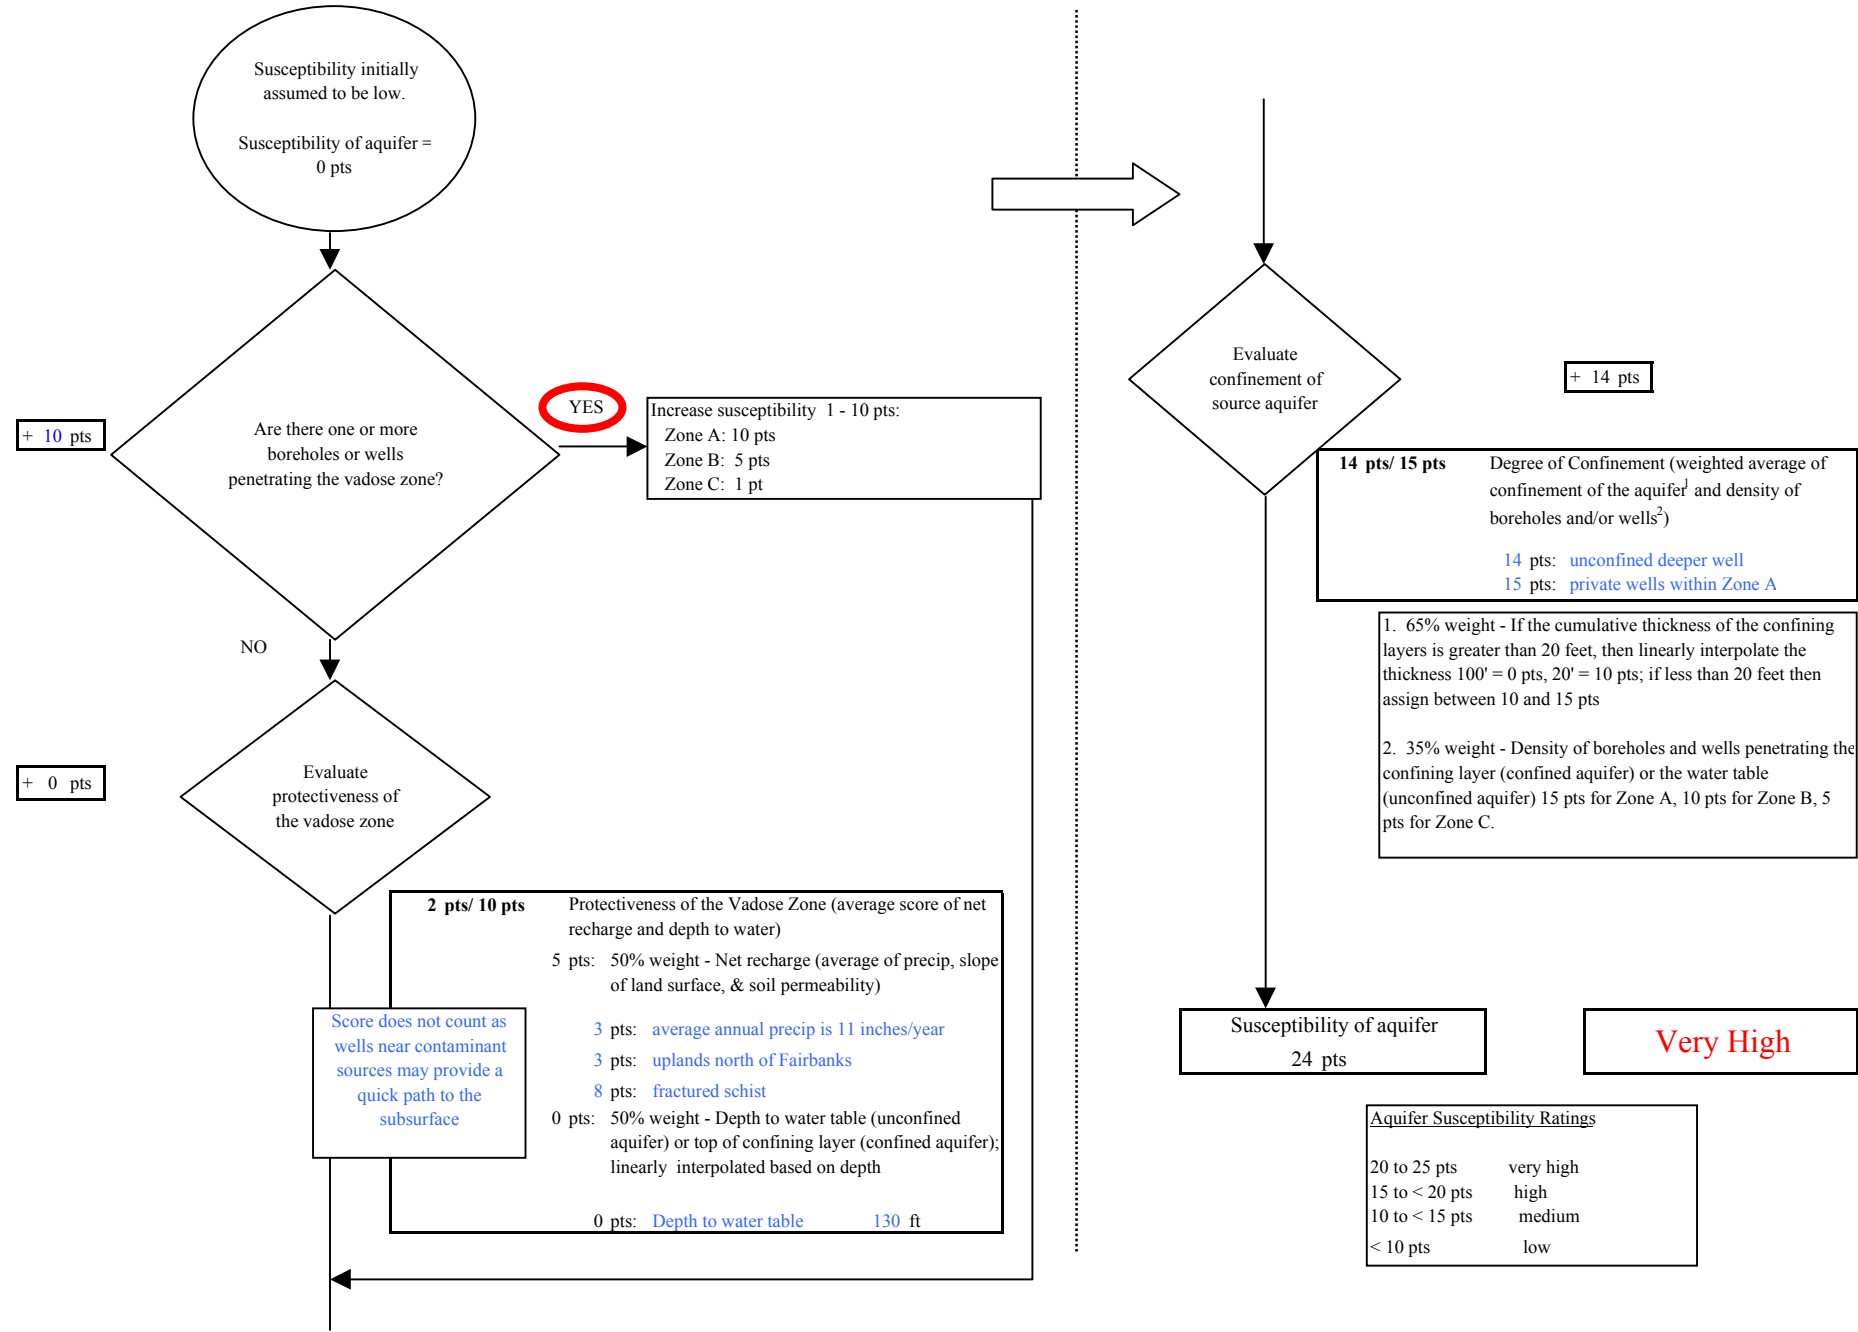 Susceptibility initially
assumed to be low.
Susceptibility of aquifer =
0 pts
+ 10 pts
Are there one or more
boreholes or wells
penetrating the vadose zone?
YES
Increase susceptibility 1 - 10 pts:
Zone A: 10 pts
Zone B: 5 pts
Zone C: 1 pt
NO
+ 0 pts
Evaluate
protectiveness of
the vadose zone
2 pts/ 10 pts Protectiveness of the Vadose Zone (average score of net
recharge and depth to water)
5 pts: 50% weight - Net recharge (average of precip, slope
of land surface, & soil permeability)
3 pts: average annual precip is 11 inches/year
3 pts: uplands north of Fairbanks
8 pts: fractured schist
0 pts: 50% weight - Depth to water table (unconfined
aquifer) or top of confining layer (confined aquifer);
linearly interpolated based on depth
0 pts: Depth to water table 130 ft
Score does not count as
wells near contaminant
sources may provide a
quick path to the
subsurface
Evaluate
confinement of
source aquifer
+ 14 pts
14 pts/ 15 pts Degree of Confinement (weighted average of
confinement of the aquifer1 and density of
boreholes and/or wells2)
14 pts: unconfined deeper well
15 pts: private wells within Zone A
1. 65% weight - If the cumulative thickness of the confining
layers is greater than 20 feet, then linearly interpolate the
thickness 100' = 0 pts, 20' = 10 pts; if less than 20 feet then
assign between 10 and 15 pts
2. 35% weight - Density of boreholes and wells penetrating the
confining layer (confined aquifer) or the water table
(unconfined aquifer) 15 pts for Zone A, 10 pts for Zone B, 5
pts for Zone C.
Susceptibility of aquifer
24 pts
Very High
Aquifer Susceptibility Ratings
20 to 25 pts very high
15 to < 20 pts high
10 to < 15 pts medium
< 10 pts low